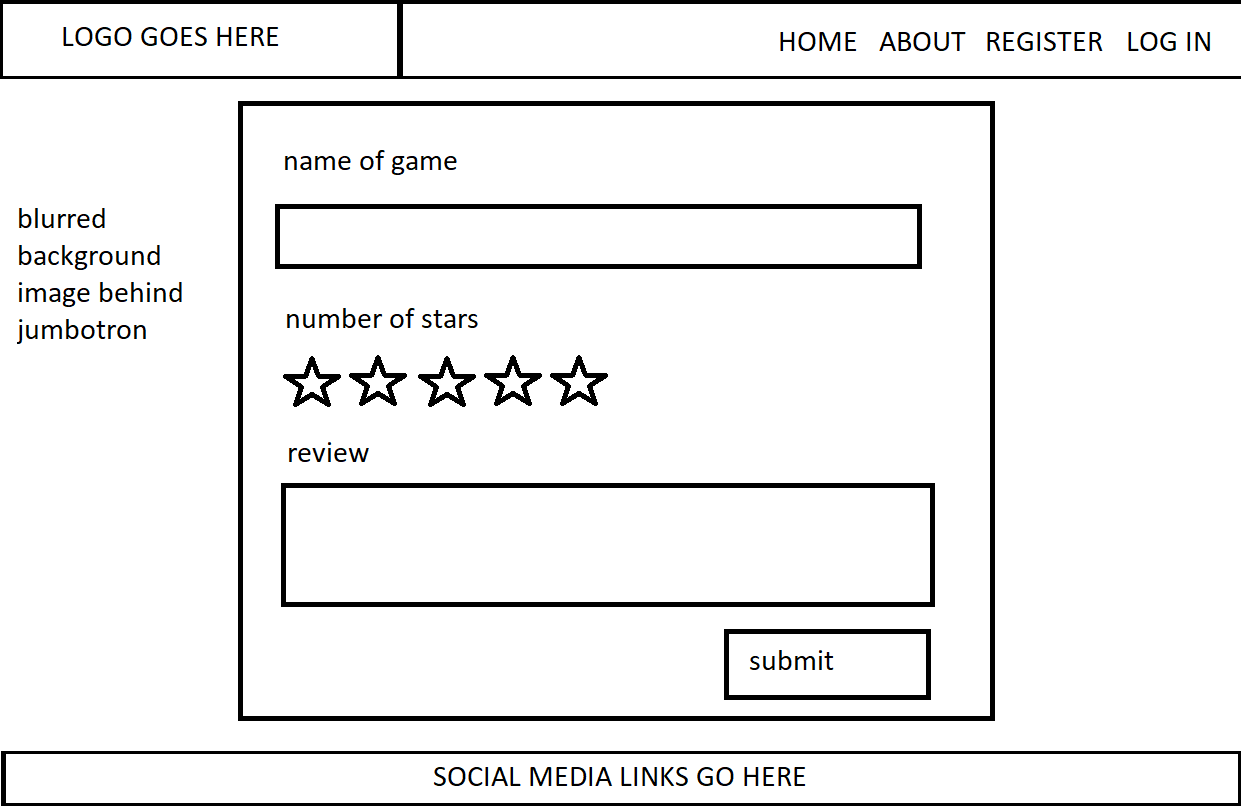 LOGO GOES HERE
HOME ABOUT REGISTER LOG IN
name of game
blurred
background
image behind
jumbotron
number of stars
review
submit
SOCIAL MEDIA LINKS GO HERE